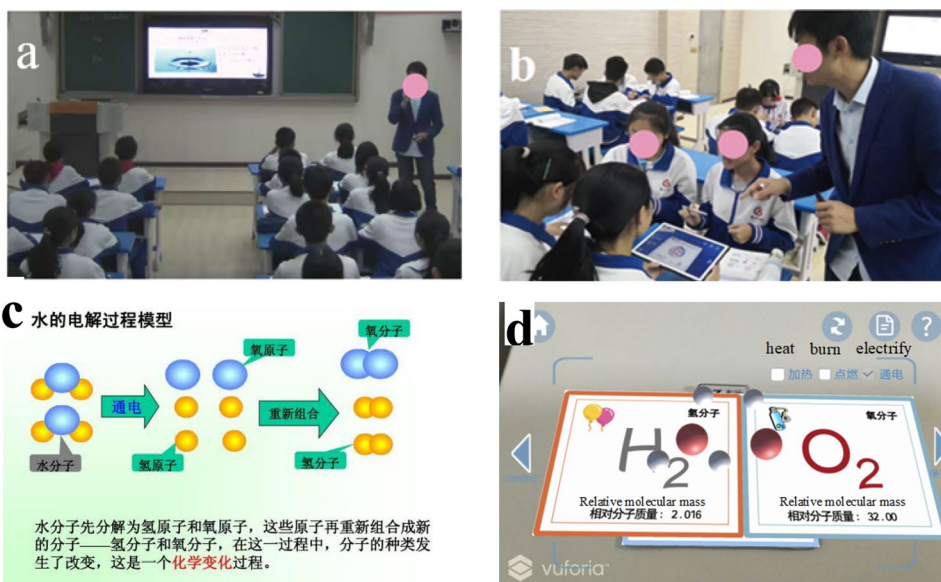 a
b
c
水的电解过程模型
氧分子
氧原子
通电
重新组合
水分子
氢原子
氢分子
水分子先分解为氢原子和氧原子，这些原子再重新组合成新
的分子——氢分子和氧分子，在这一过程中，分子的种类发
生了改变，这是一个化学变化过程。
d
?
heat burn electrify
加热 点燃 通电
氢分子
H2
Relative molecular mass
相对分子质量：2.016
氧分子
O2
Relative molecular mass
相对分子质量：32.00
vuforia™